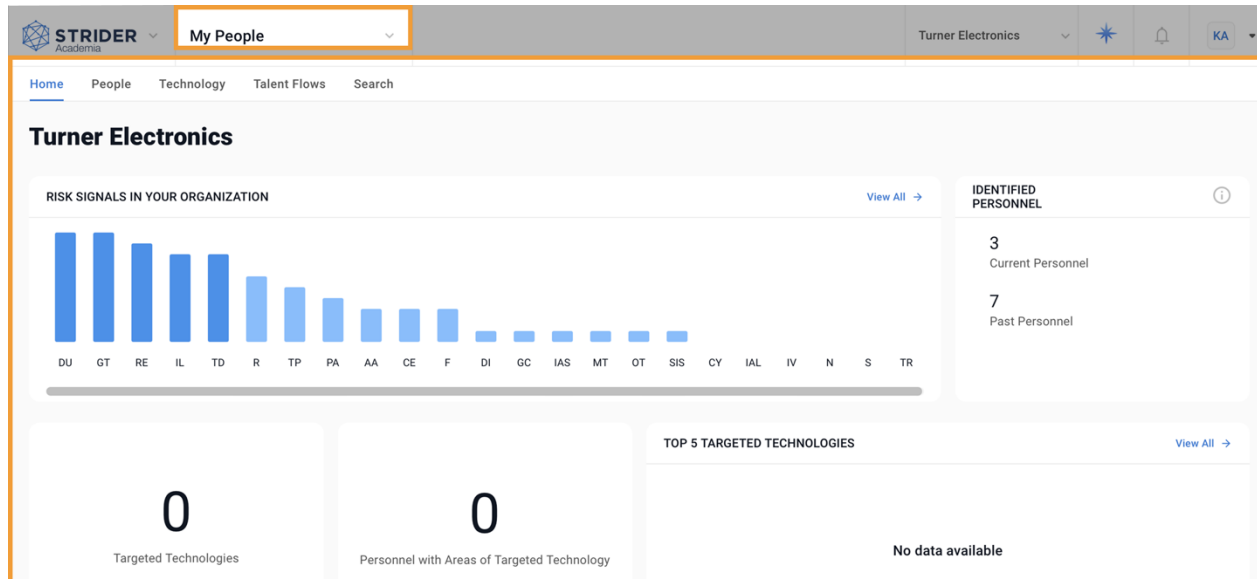 STRIDER
Academia
My People
Turner Electronics
KA
Home People Technology Talent Flows Search
Turner Electronics
RISK SIGNALS IN YOUR ORGANIZATION
View All →
DU GT RE IL TD R TP PA AA CE F DI GC IAS MT OT SIS CY IAL IV N S TR
IDENTIFIED
PERSONNEL
3
Current Personnel
7
Past Personnel
0
Targeted Technologies
0
Personnel with Areas of Targeted Technology
TOP 5 TARGETED TECHNOLOGIES
View All →
No data available